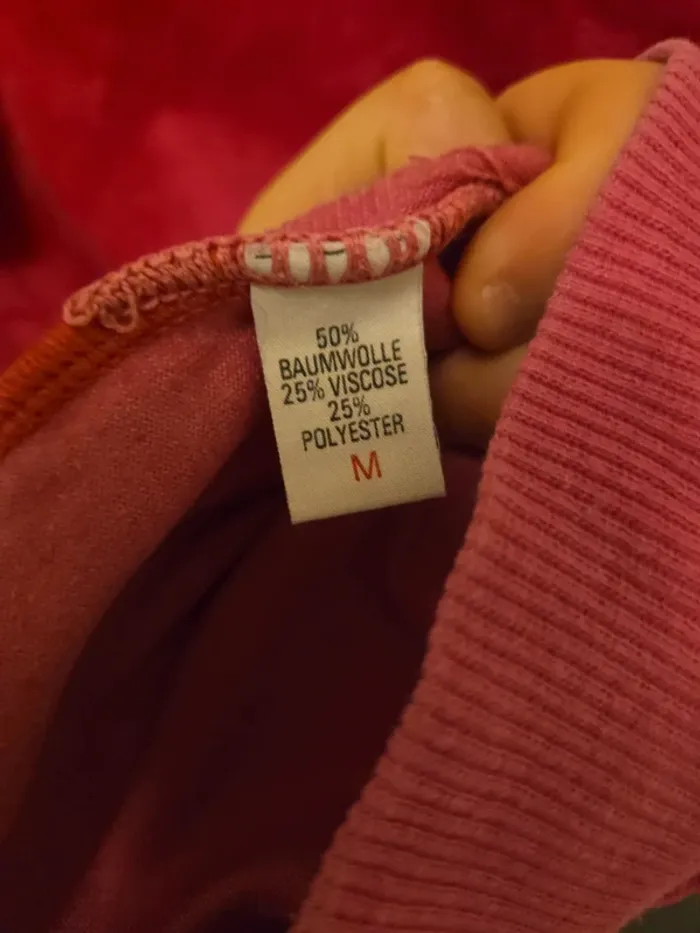 50%
BAUMWOLLE
25% VISCOSE
25%
POLYESTER
M